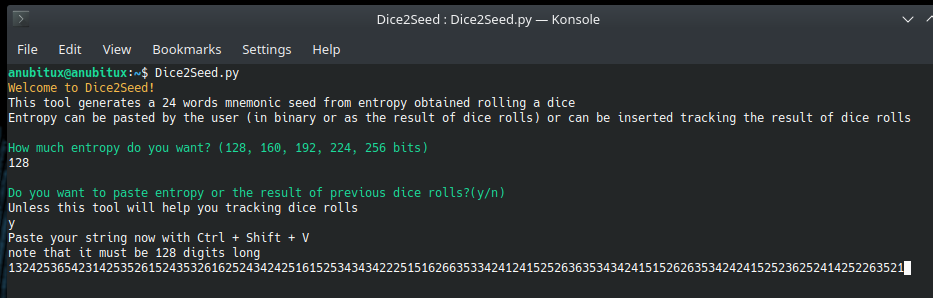 Dice2Seed : Dice2Seed.py — Konsole
File Edit View Bookmarks Settings Help
anubitux@anubitux:~$ Dice2Seed.py
Welcome to Dice2Seed!
This tool generates a 24 words mnemonic seed from entropy obtained rolling a dice
Entropy can be pasted by the user (in binary or as the result of dice rolls) or can be inserted tracking the result of dice rolls
How much entropy do you want? (128, 160, 192, 224, 256 bits)
128
Do you want to paste entropy or the result of previous dice rolls?(y/n)
Unless this tool will help you tracking dice rolls
y
Paste your string now with Ctrl + Shift + V
note that it must be 128 digits long
1324253654231425352615243532616252434242516152534343422251516266353342412415252636353434241515262635342424241525236252414252263521